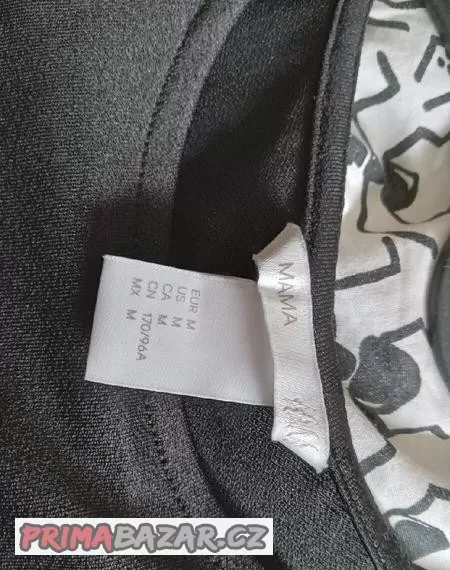 MAMA
EUR M
US M
CA M
CN 170/96A
MX M
PRIMABAZAR.CZ